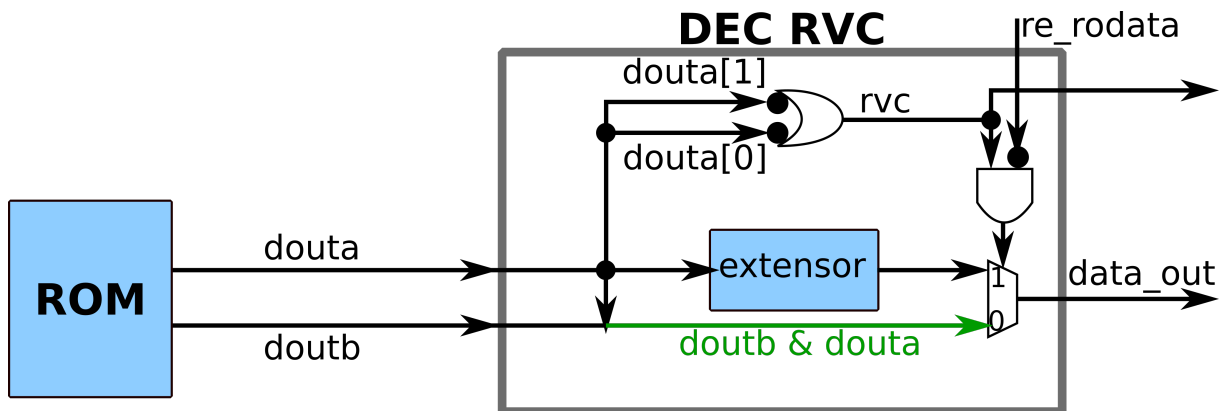 DEC RVC
re_rodata
douta[1]
rvc
douta[0]
douta
extensor
1
data_out
ROM
0
doutb
doutb & douta